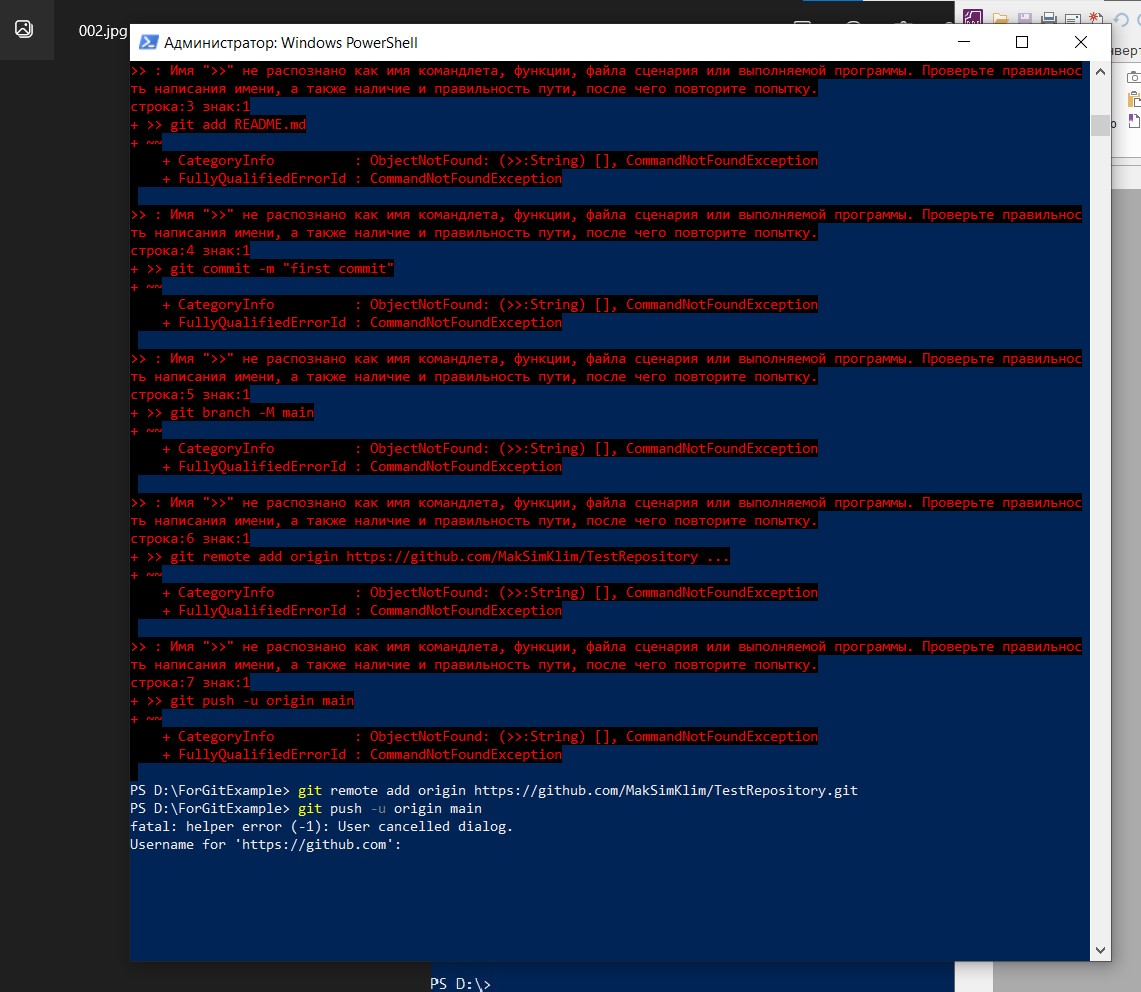 002.jpg
Администратор: Windows PowerShell
>> : Имя ">>" не распознано как имя командлета, функции, файла сценария или выполняемой программы. Проверьте правильнос
ть написания имени, а также наличие и правильность пути, после чего повторите попытку.
строка:3 знак:1
+ >> git add README.md
+ ~~
    + CategoryInfo          : ObjectNotFound: (>>:String) [], CommandNotFoundException
    + FullyQualifiedErrorId : CommandNotFoundException
>> : Имя ">>" не распознано как имя командлета, функции, файла сценария или выполняемой программы. Проверьте правильнос
ть написания имени, а также наличие и правильность пути, после чего повторите попытку.
строка:4 знак:1
+ >> git commit -m "first commit"
+ ~~
    + CategoryInfo          : ObjectNotFound: (>>:String) [], CommandNotFoundException
    + FullyQualifiedErrorId : CommandNotFoundException
>> : Имя ">>" не распознано как имя командлета, функции, файла сценария или выполняемой программы. Проверьте правильнос
ть написания имени, а также наличие и правильность пути, после чего повторите попытку.
строка:5 знак:1
+ >> git branch -M main
+ ~~
    + CategoryInfo          : ObjectNotFound: (>>:String) [], CommandNotFoundException
    + FullyQualifiedErrorId : CommandNotFoundException
>> : Имя ">>" не распознано как имя командлета, функции, файла сценария или выполняемой программы. Проверьте правильнос
ть написания имени, а также наличие и правильность пути, после чего повторите попытку.
строка:6 знак:1
+ >> git remote add origin https://github.com/MakSimKlim/TestRepository ...
+ ~~
    + CategoryInfo          : ObjectNotFound: (>>:String) [], CommandNotFoundException
    + FullyQualifiedErrorId : CommandNotFoundException
>> : Имя ">>" не распознано как имя командлета, функции, файла сценария или выполняемой программы. Проверьте правильнос
ть написания имени, а также наличие и правильность пути, после чего повторите попытку.
строка:7 знак:1
+ >> git push -u origin main
+ ~~
    + CategoryInfo          : ObjectNotFound: (>>:String) [], CommandNotFoundException
    + FullyQualifiedErrorId : CommandNotFoundException
PS D:\ForGitExample> git remote add origin https://github.com/MakSimKlim/TestRepository.git
PS D:\ForGitExample> git push -u origin main
fatal: helper error (-1): User cancelled dialog.
Username for 'https://github.com':
PS D:\>